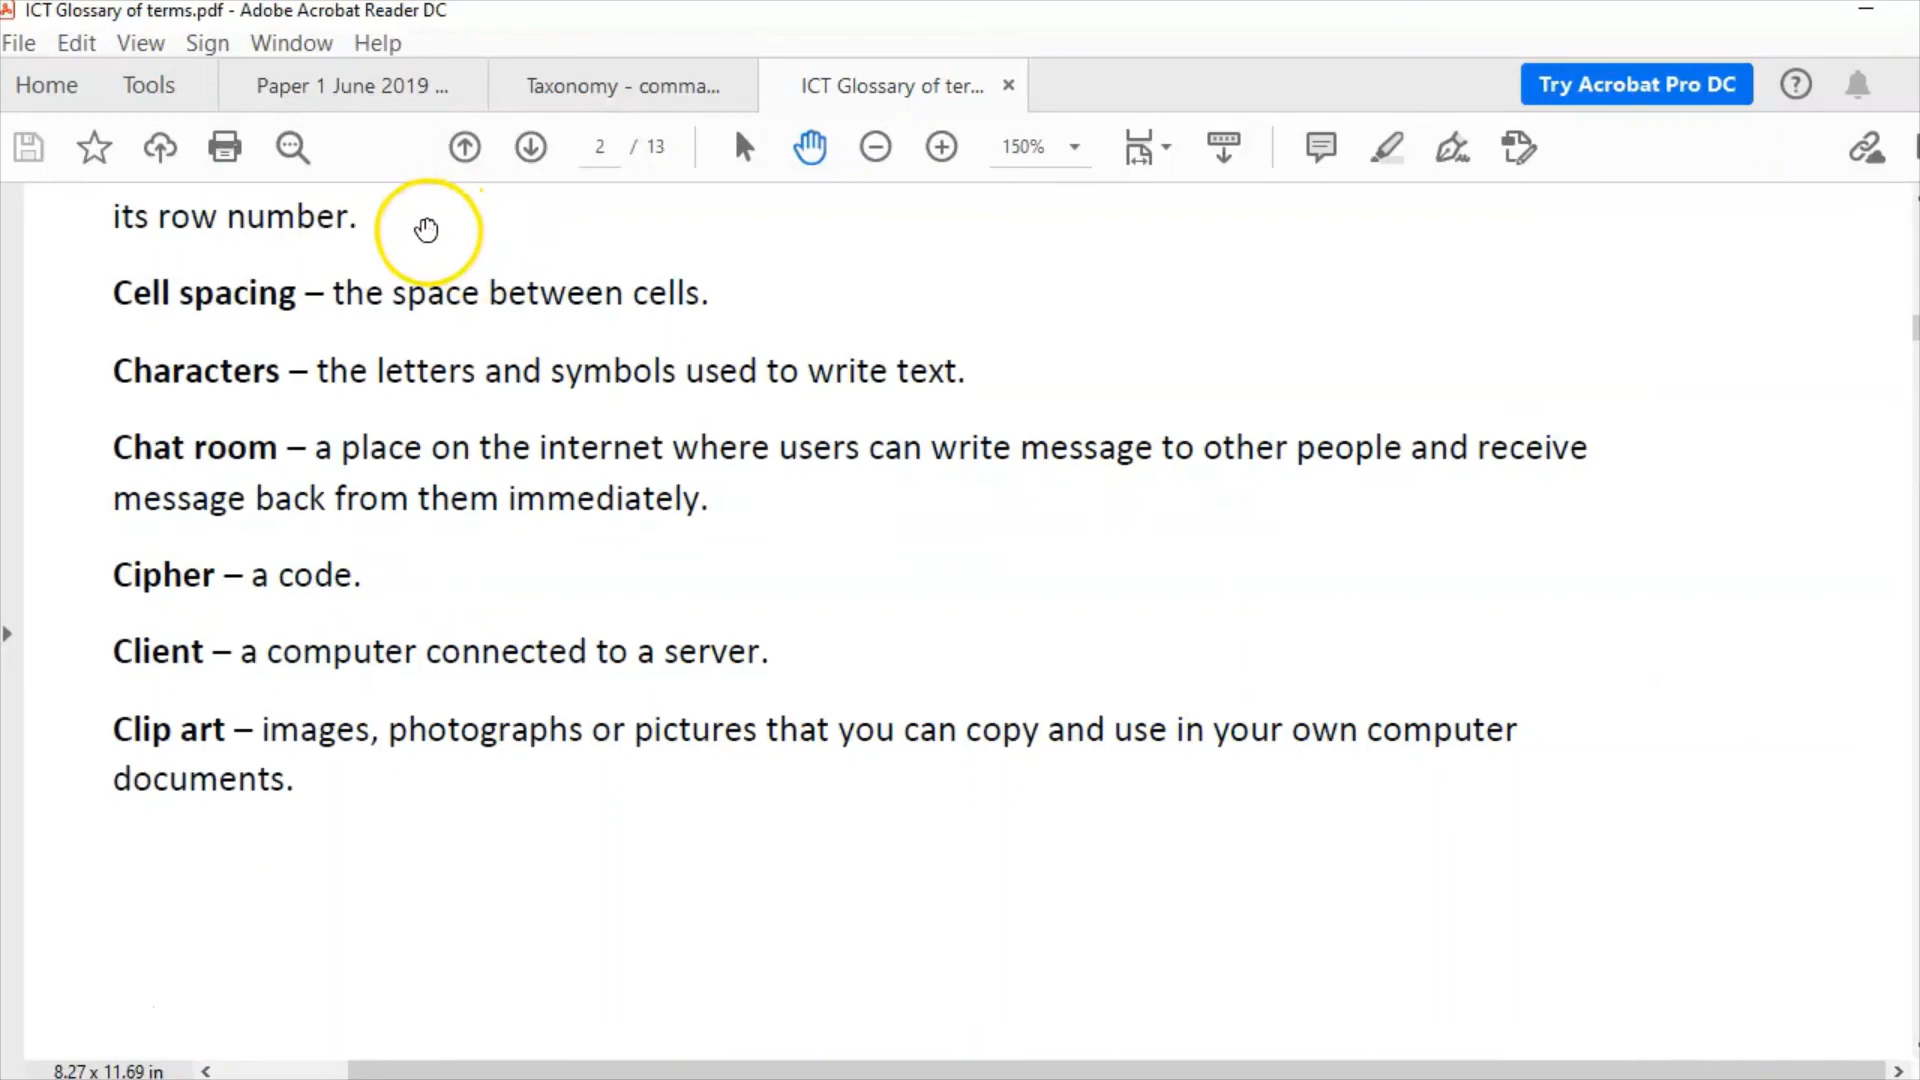 ICT Glossary of terms.pdf - Adobe Acrobat Reader DC
File Edit View Sign Window Help
Home Tools Paper 1 June 2019 ... Taxonomy - comma... ICT Glossary of ter... Try Acrobat Pro DC
2 / 13 150%
its row number.
Cell spacing – the space between cells.
Characters – the letters and symbols used to write text.
Chat room – a place on the internet where users can write message to other people and receive
message back from them immediately.
Cipher – a code.
Client – a computer connected to a server.
Clip art – images, photographs or pictures that you can copy and use in your own computer
documents.
8.27 x 11.69 in